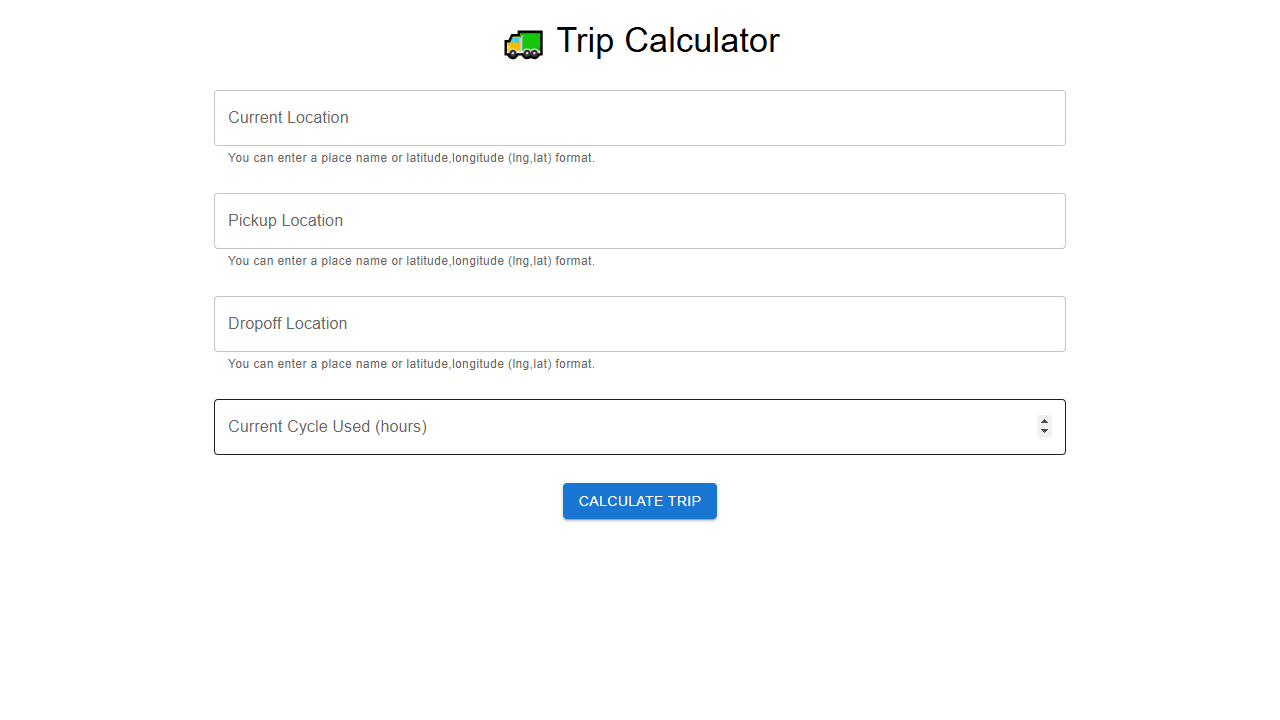 Trip Calculator
Current Location
You can enter a place name or latitude,longitude (lng,lat) format.
Pickup Location
You can enter a place name or latitude,longitude (lng,lat) format.
Dropoff Location
You can enter a place name or latitude,longitude (lng,lat) format.
Current Cycle Used (hours)
CALCULATE TRIP